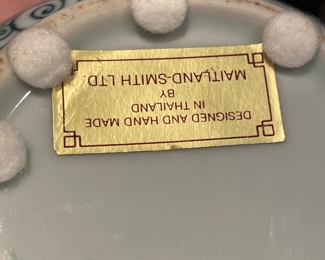 DESIGNED AND HAND MADE
IN THAILAND
BY
MAITLAND-SMITH LTD.